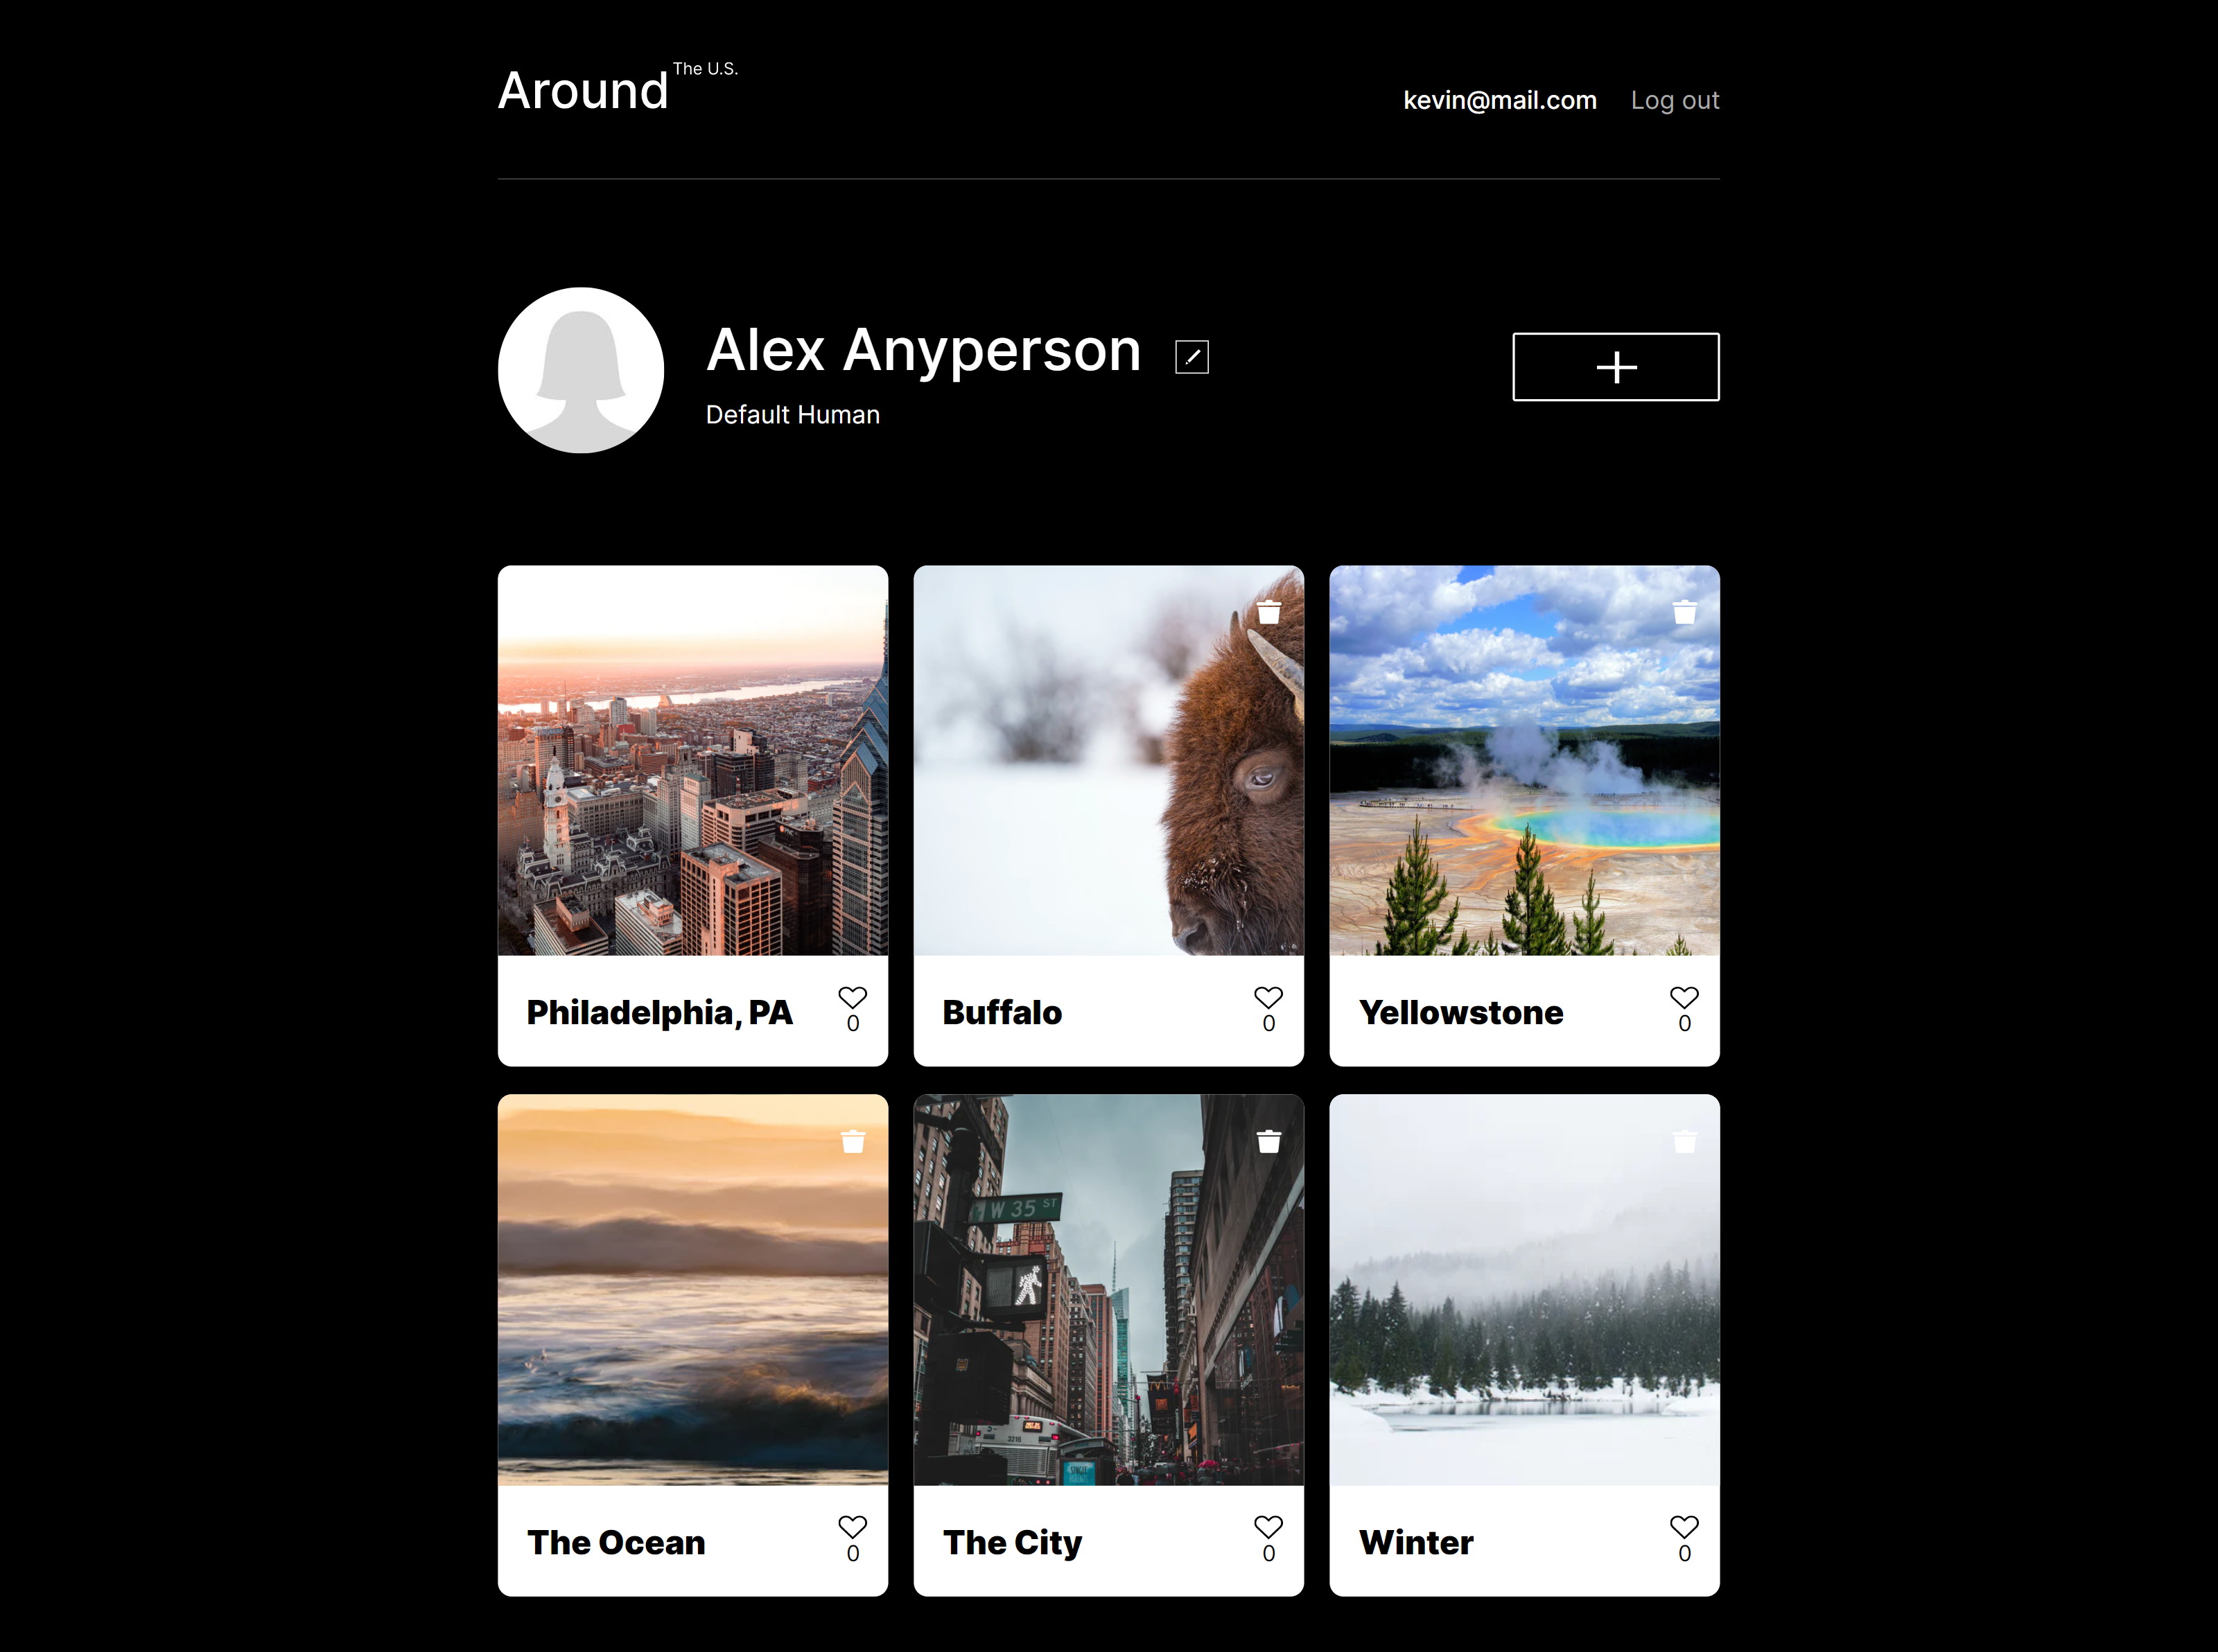 Around The U.S.
kevin@mail.com Log out
Alex Anyperson
Default Human
Philadelphia, PA
0
Buffalo
0
Yellowstone
0
W 35 ST
3216
The Ocean
0
The City
0
Winter
0